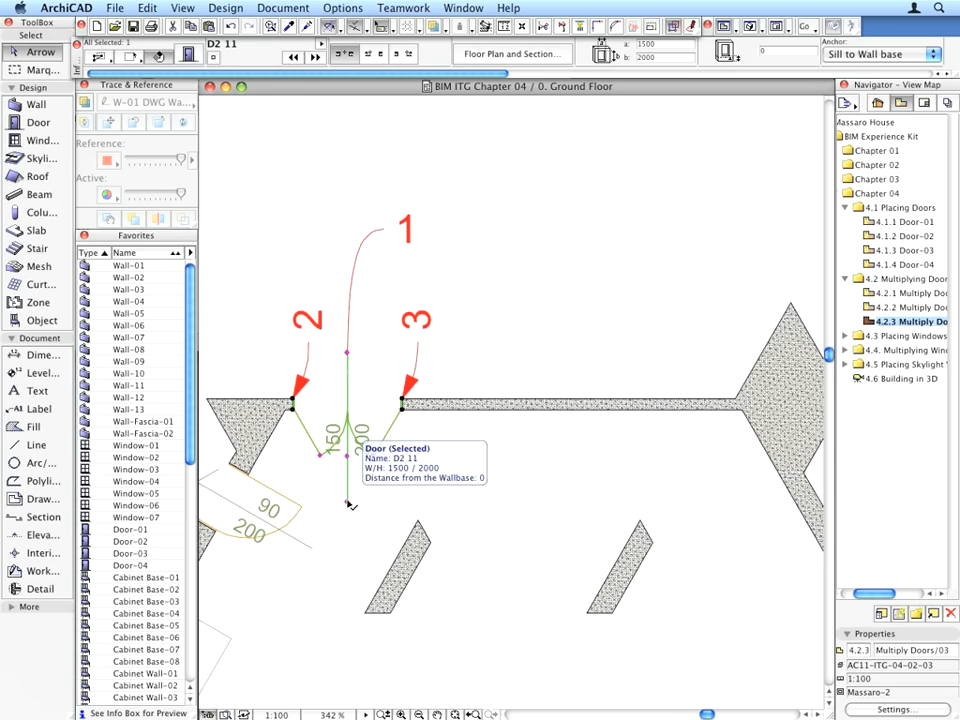 ArchiCAD File Edit View Design Document Options Teamwork Window Help
ToolBox
Select
Arrow
Marq...
Design
Wall
Door
Wind...
Skyli...
Roof
Beam
Colu...
Slab
Stair
Mesh
Curt...
Zone
Object
Document
Dime...
Level...
Text
Label
Fill
Line
Arc/...
Polyli...
Draw...
Section
Eleva...
Interi...
Work...
Detail
More
All Selected: 1
D2 11
Floor Plan and Section...
a: 1500
b: 2000
0
Anchor:
Sill to Wall base
Go
Trace & Reference
W-01 DWG Wa...
Reference:
Active:
Favorites
Type Name
Wall-01
Wall-02
Wall-03
Wall-04
Wall-05
Wall-06
Wall-07
Wall-08
Wall-09
Wall-10
Wall-11
Wall-12
Wall-13
Wall-Fascia-01
Wall-Fascia-02
Window-01
Window-02
Window-03
Window-04
Window-05
Window-06
Window-07
Door-01
Door-02
Door-03
Door-04
Cabinet Base-01
Cabinet Base-02
Cabinet Base-03
Cabinet Base-04
Cabinet Base-05
Cabinet Base-06
Cabinet Base-07
Cabinet Base-08
Cabinet Wall-01
Cabinet Wall-02
Cabinet Wall-03
See Info Box for Preview
BIM ITG Chapter 04 / 0. Ground Floor
1
2
3
150
200
Door (Selected)
Name: D2 11
W/H: 1500 / 2000
Distance from the Wallbase: 0
90
200
1:100
342 %
Navigator - View Map
Massaro House
BIM Experience Kit
Chapter 01
Chapter 02
Chapter 03
Chapter 04
4.1 Placing Doors
4.1.1 Door-01
4.1.2 Door-02
4.1.3 Door-03
4.1.4 Door-04
4.2 Multiplying Door
4.2.1 Multiply Do
4.2.2 Multiply Do
4.2.3 Multiply Do
4.3 Placing Windows
4.4. Multiplying Win
4.5 Placing Skylight
4.6 Building in 3D
Properties
4.2.3 Multiply Doors/03
AC11-ITG-04-02-03
1:100
Massaro-2
Settings...